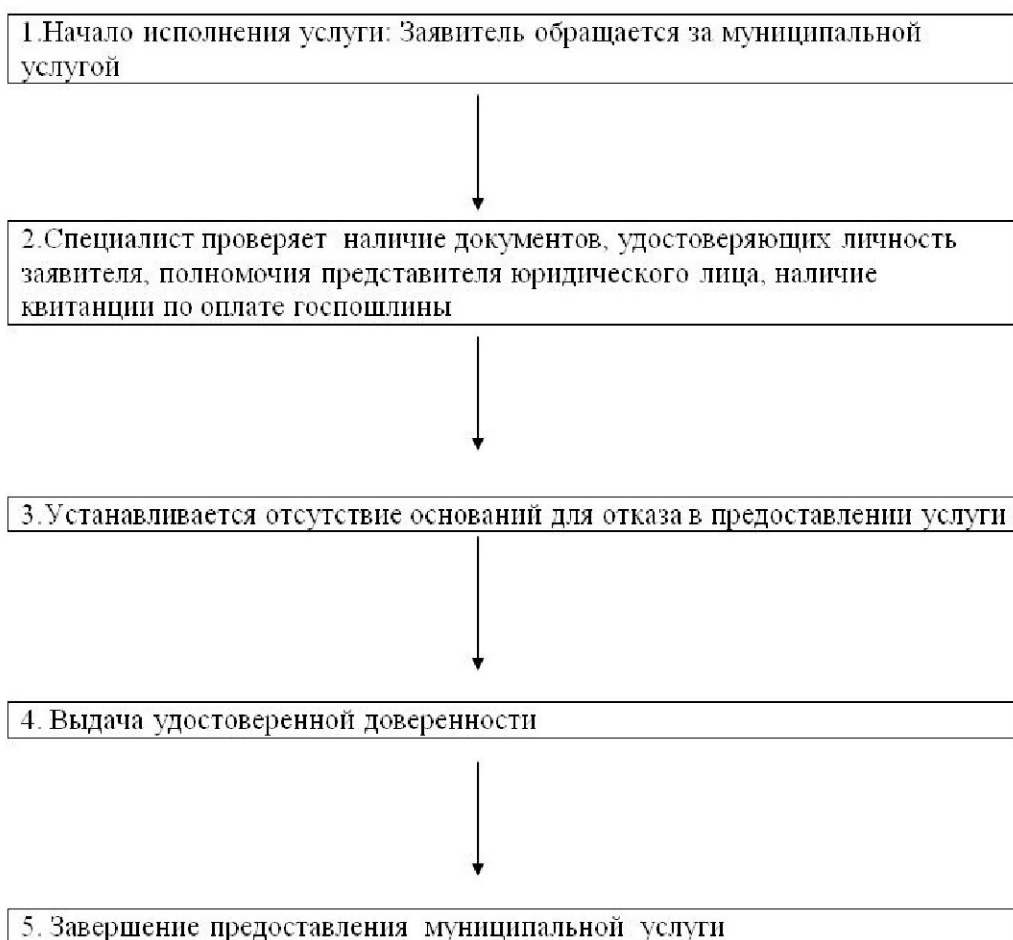 1.Начало исполнения услуги: Заявитель обращается за муниципальной
услугой
2.Специалист проверяет наличие документов, удостоверяющих личность
заявителя, полномочия представителя юридического лица, наличие
квитанции по оплате госпошлины
3.Устанавливается отсутствие оснований для отказа в предоставлении услуги
4. Выдача удостоверенной доверенности
5. Завершение предоставления муниципальной услуги